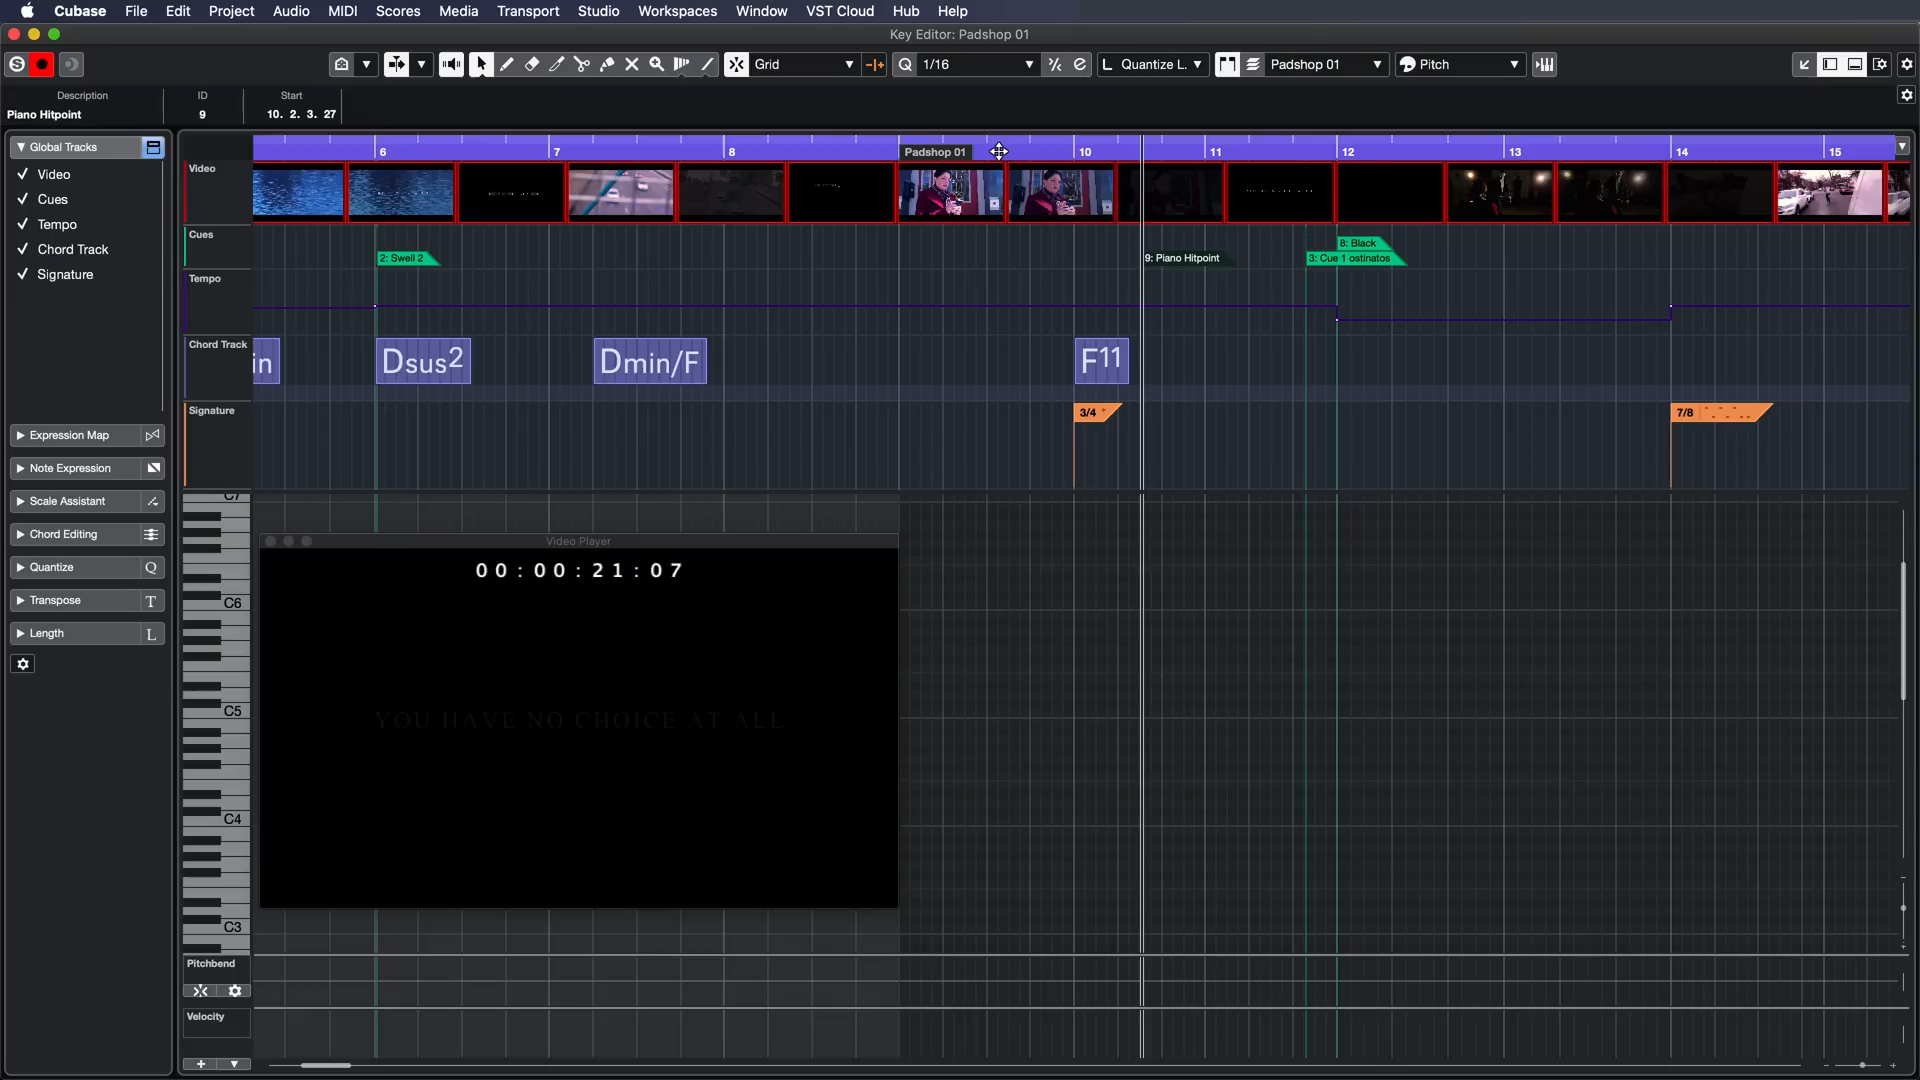 Cubase File Edit Project Audio MIDI Scores Media Transport Studio Workspaces Window VST Cloud Hub Help
Key Editor: Padshop 01
Grid 1/16 L Quantize L. Padshop 01 Pitch
Description ID Start
Piano Hitpoint 9 10. 2. 3. 27
Global Tracks
Video
Cues
Tempo
Chord Track
Signature
Expression Map
Note Expression
Scale Assistant
Chord Editing
Quantize Q
Transpose T
Length L
6 7 8 Padshop 01 10 11 12 13 14 15
Video
Cues
8: Black
2: Swell 2 9: Piano Hitpoint 3: Cue 1 ostinatos
Tempo
Chord Track
in Dsus2 Dmin/F F11
Signature
3/4 7/8
C7
Video Player
00:00:21:07
C6
C5
YOU HAVE NO CHOICE AT ALL
C4
C3
Pitchbend
Velocity